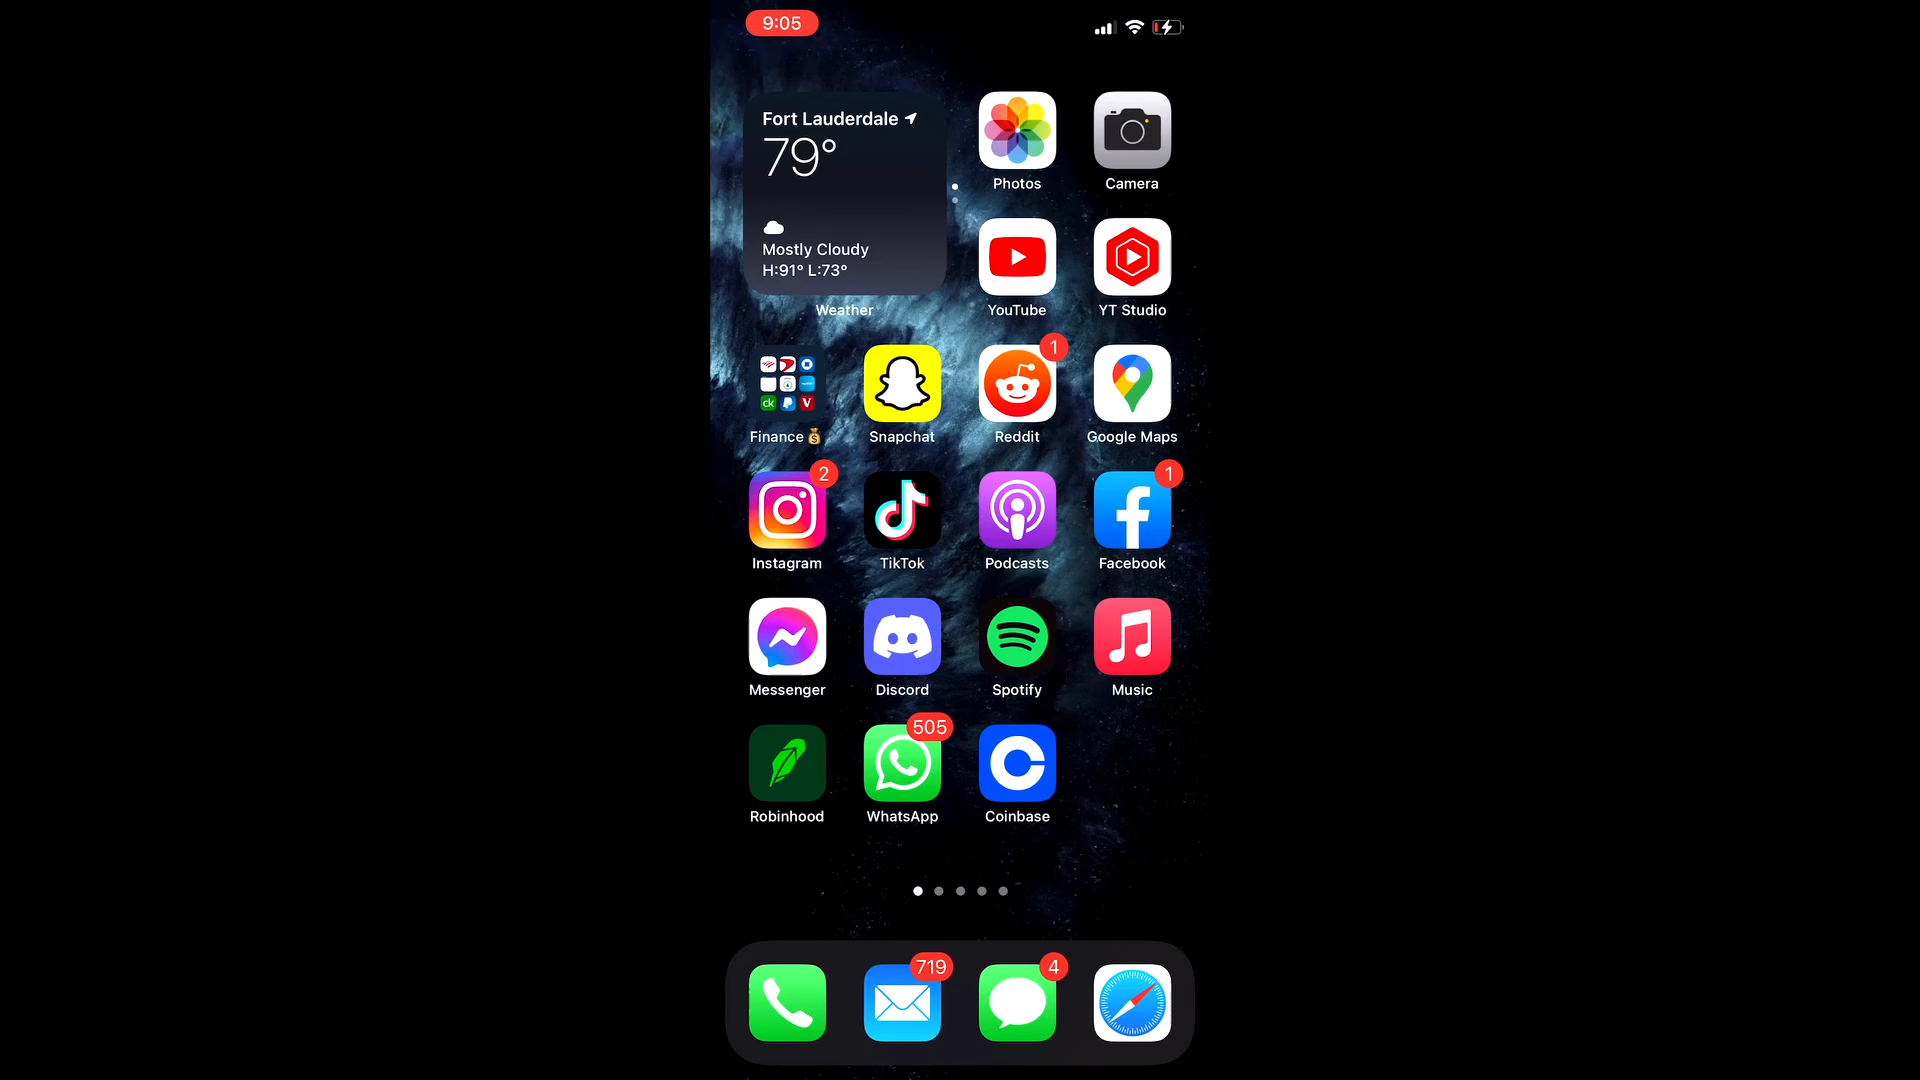 9:05
Fort Lauderdale
79°
Mostly Cloudy
H:91° L:73°
Weather
Photos
Camera
YouTube
YT Studio
1
ck
V
Finance
Snapchat
Reddit
Google Maps
2
1
Instagram
TikTok
Podcasts
Facebook
Messenger
Discord
Spotify
Music
505
Robinhood
WhatsApp
Coinbase
719
4